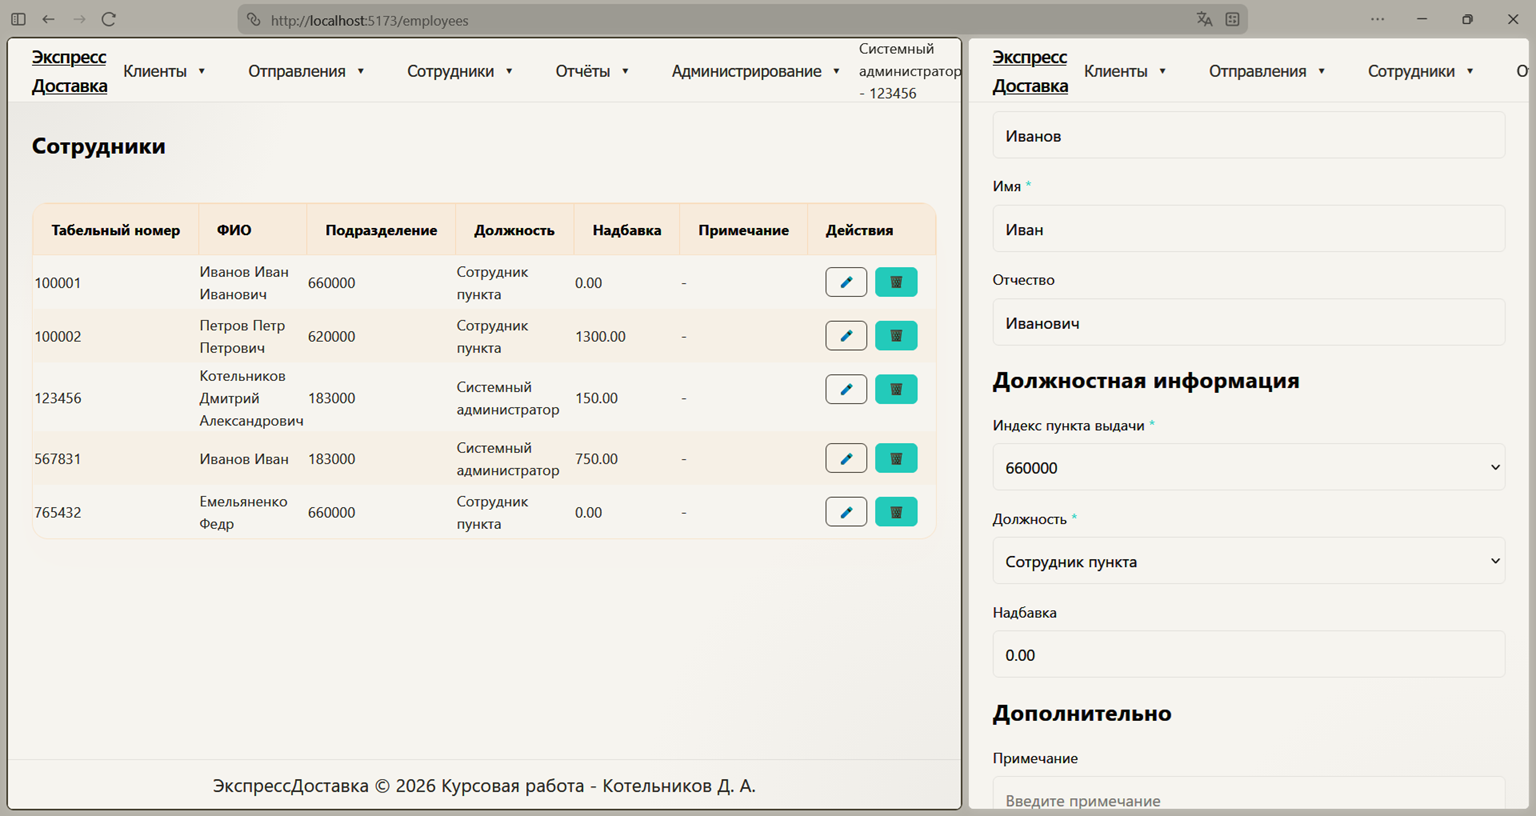 http://localhost:5173/employees
Экспресс
Доставка
Клиенты ▼
Отправления ▼
Сотрудники ▼
Отчёты ▼
Администрирование ▼
Системный
администратор
- 123456
Сотрудники
Табельный номер ФИО Подразделение Должность Надбавка Примечание Действия
100001 Иванов Иван Иванович 660000 Сотрудник пункта 0.00 -
100002 Петров Петр Петрович 620000 Сотрудник пункта 1300.00 -
123456 Котельников Дмитрий Александрович 183000 Системный администратор 150.00 -
567831 Иванов Иван 183000 Системный администратор 750.00 -
765432 Емельяненко Федр 660000 Сотрудник пункта 0.00 -
ЭкспрессДоставка © 2026 Курсовая работа - Котельников Д. А.
Экспресс
Доставка
Клиенты ▼
Отправления ▼
Сотрудники ▼
От
Иванов
Имя *
Иван
Отчество
Иванович
Должностная информация
Индекс пункта выдачи *
660000
Должность *
Сотрудник пункта
Надбавка
0.00
Дополнительно
Примечание
Введите примечание